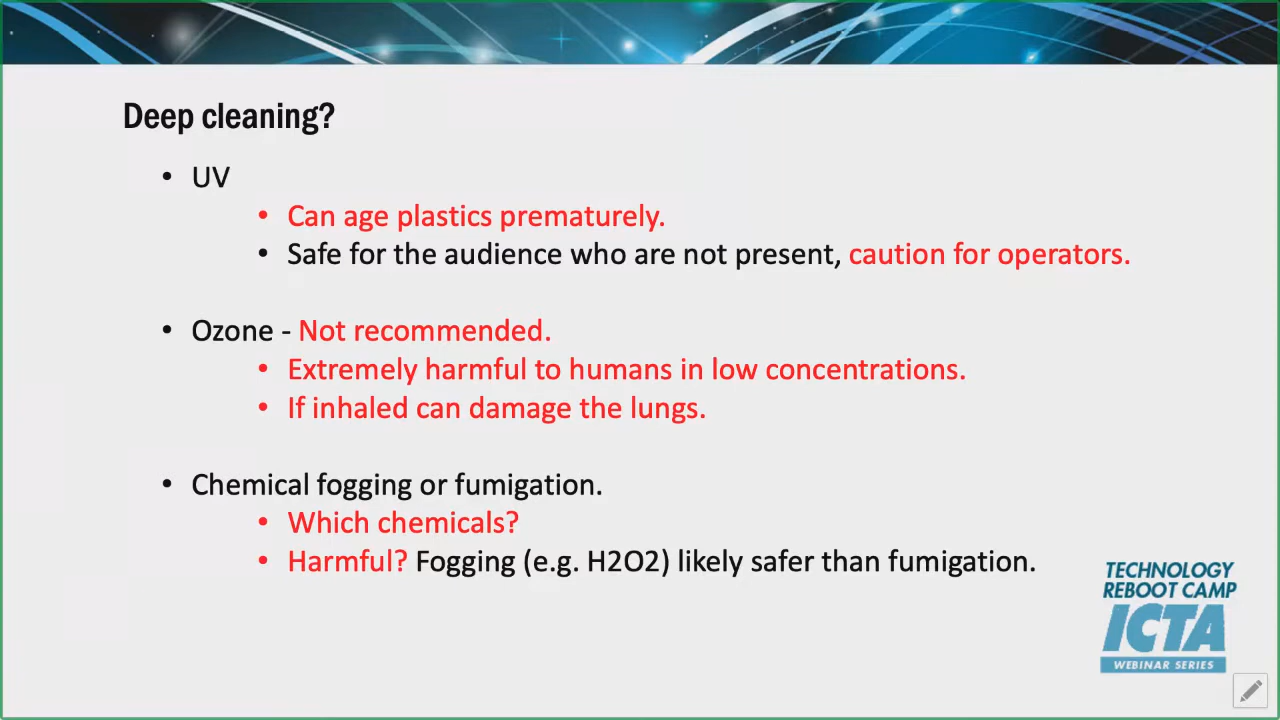 Deep cleaning?
• UV
• Can age plastics prematurely.
• Safe for the audience who are not present, caution for operators.
• Ozone - Not recommended.
• Extremely harmful to humans in low concentrations.
• If inhaled can damage the lungs.
• Chemical fogging or fumigation.
• Which chemicals?
• Harmful? Fogging (e.g. H2O2) likely safer than fumigation.
TECHNOLOGY
REBOOT CAMP
ICTA
WEBINAR SERIES